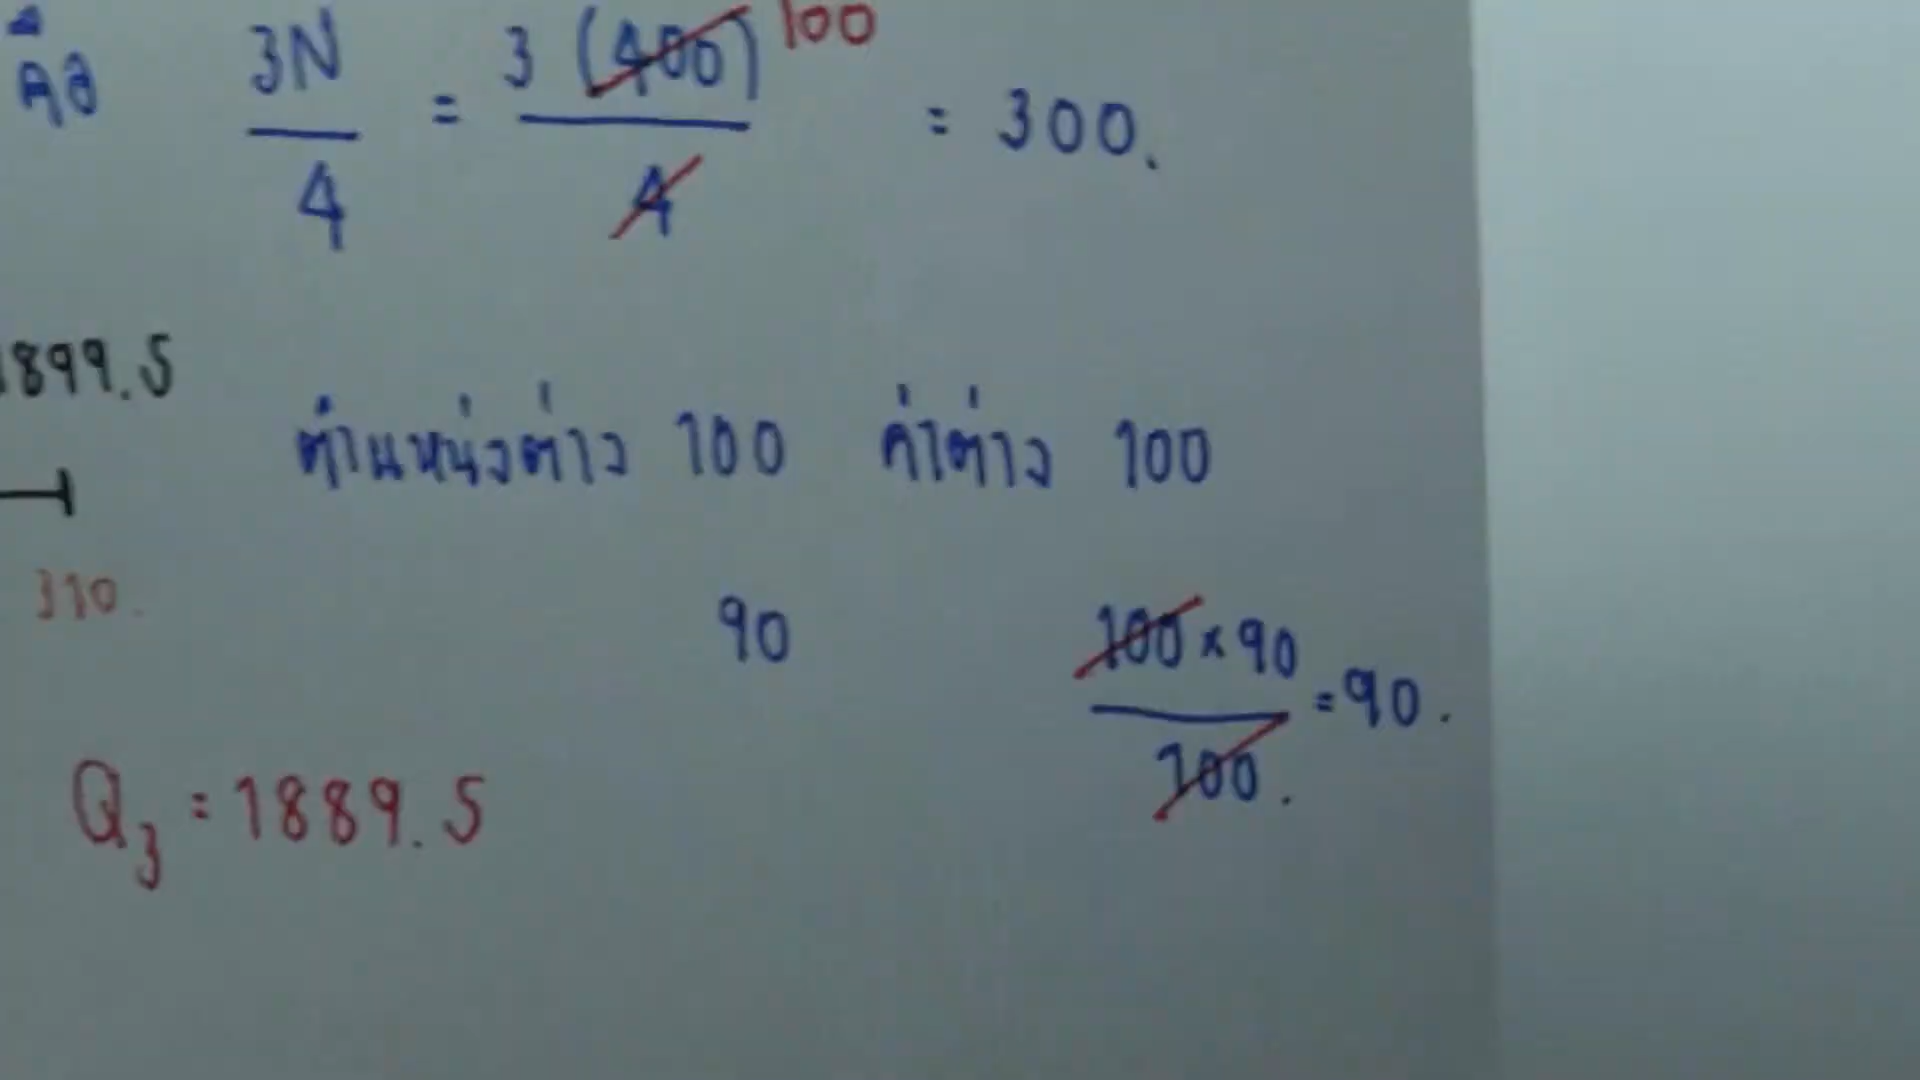 คือ 3N/4 = 3(400)/4 100 = 300.
1899.5
ตำแหน่งต่าง 100 ค่าต่าง 100
310.
90 100×90/100. =90.
Q3 = 1889.5